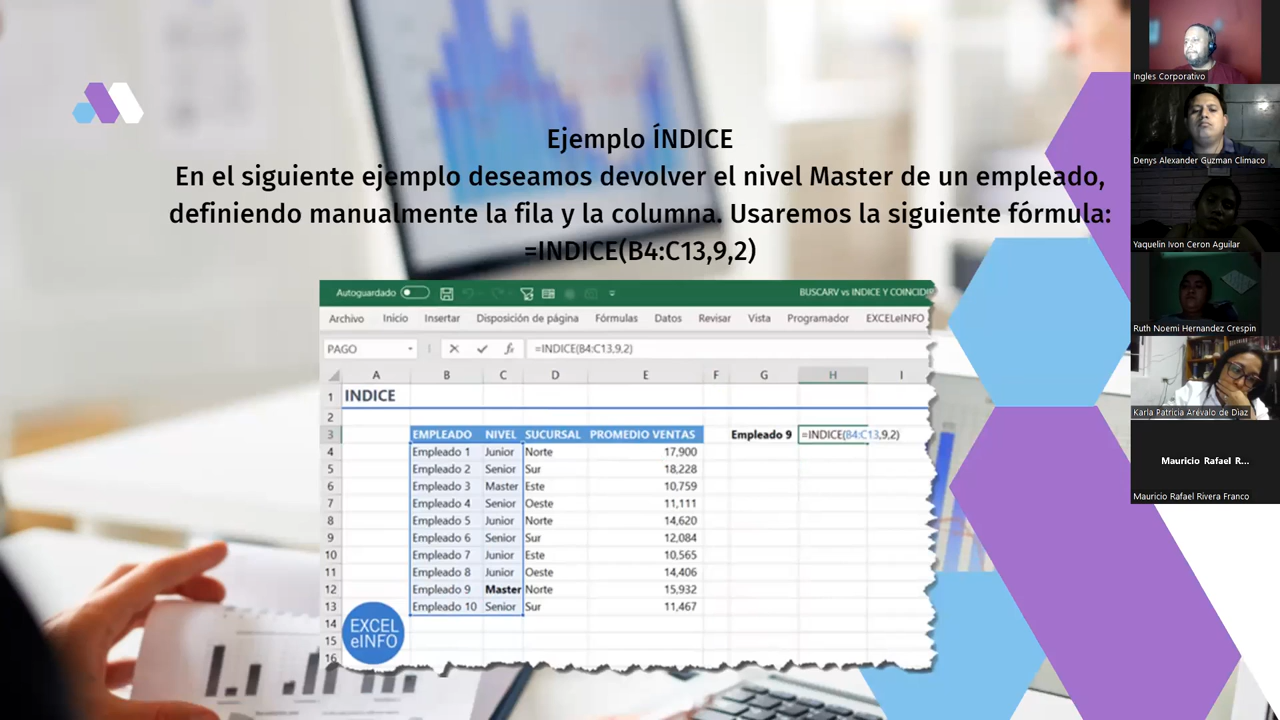 Ejemplo ÍNDICE
En el siguiente ejemplo deseamos devolver el nivel Master de un empleado,
definiendo manualmente la fila y la columna. Usaremos la siguiente fórmula:
=INDICE(B4:C13,9,2)
Autoguardado
BUSCARV vs INDICE Y COINCIDIR
Archivo Inicio Insertar Disposición de página Fórmulas Datos Revisar Vista Programador EXCELeINFO
PAGO fx =INDICE(B4:C13,9,2)
A B C D E F G H I
1 INDICE
2
3 EMPLEADO NIVEL SUCURSAL PROMEDIO VENTAS Empleado 9 =INDICE(B4:C13,9,2)
4 Empleado 1 Junior Norte 17,900
5 Empleado 2 Senior Sur 18,228
6 Empleado 3 Master Este 10,759
7 Empleado 4 Senior Oeste 11,111
8 Empleado 5 Junior Norte 14,620
9 Empleado 6 Senior Sur 12,084
10 Empleado 7 Junior Este 10,565
11 Empleado 8 Junior Oeste 14,406
12 Empleado 9 Master Norte 15,932
13 Empleado 10 Senior Sur 11,467
14
15
16
EXCEL
eINFO
Ingles Corporativo
Denys Alexander Guzman Climaco
Yaquelin Ivon Ceron Aguilar
Ruth Noemi Hernandez Crespin
Karla Patricia Arevalo de Diaz
Mauricio Rafael R...
Mauricio Rafael Rivera Franco